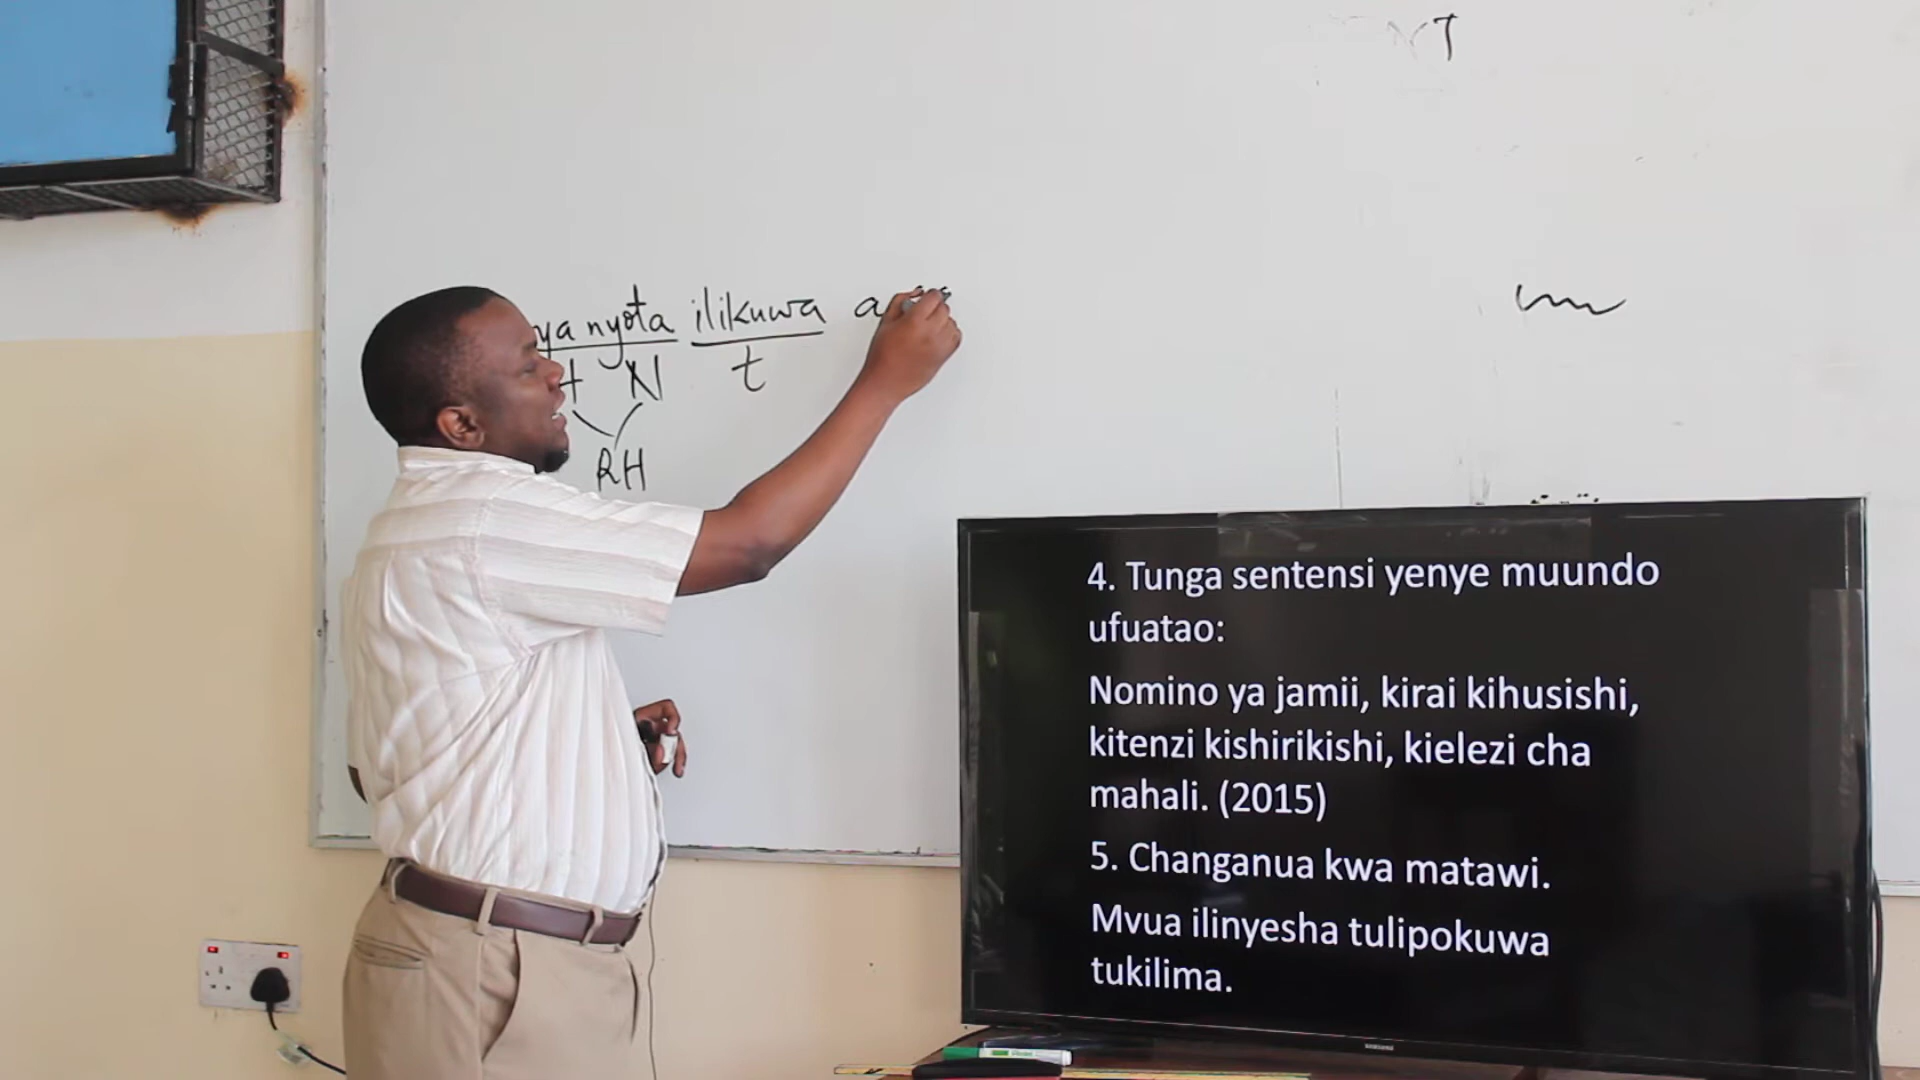 ya nyota ilikuwa
H N t
RH
4. Tunga sentensi yenye muundo
ufuatao:
Nomino ya jamii, kirai kihusishi,
kitenzi kishirikishi, kielezi cha
mahali. (2015)
5. Changanua kwa matawi.
Mvua ilinyesha tulipokuwa
tukilima.
SAMSUNG